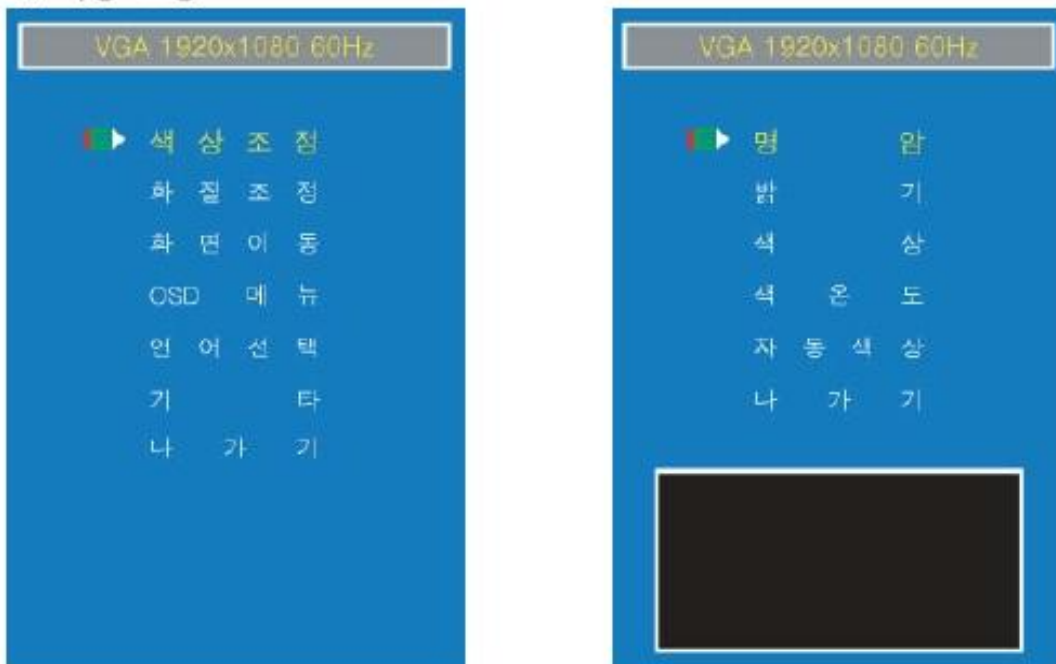 VGA 1920x1080 60Hz
색상조정
화질조정
화면이동
OSD 메뉴
언어선택
기타
나가기
VGA 1920x1080 60Hz
명암
밝기
색상
색온도
자동색상
나가기